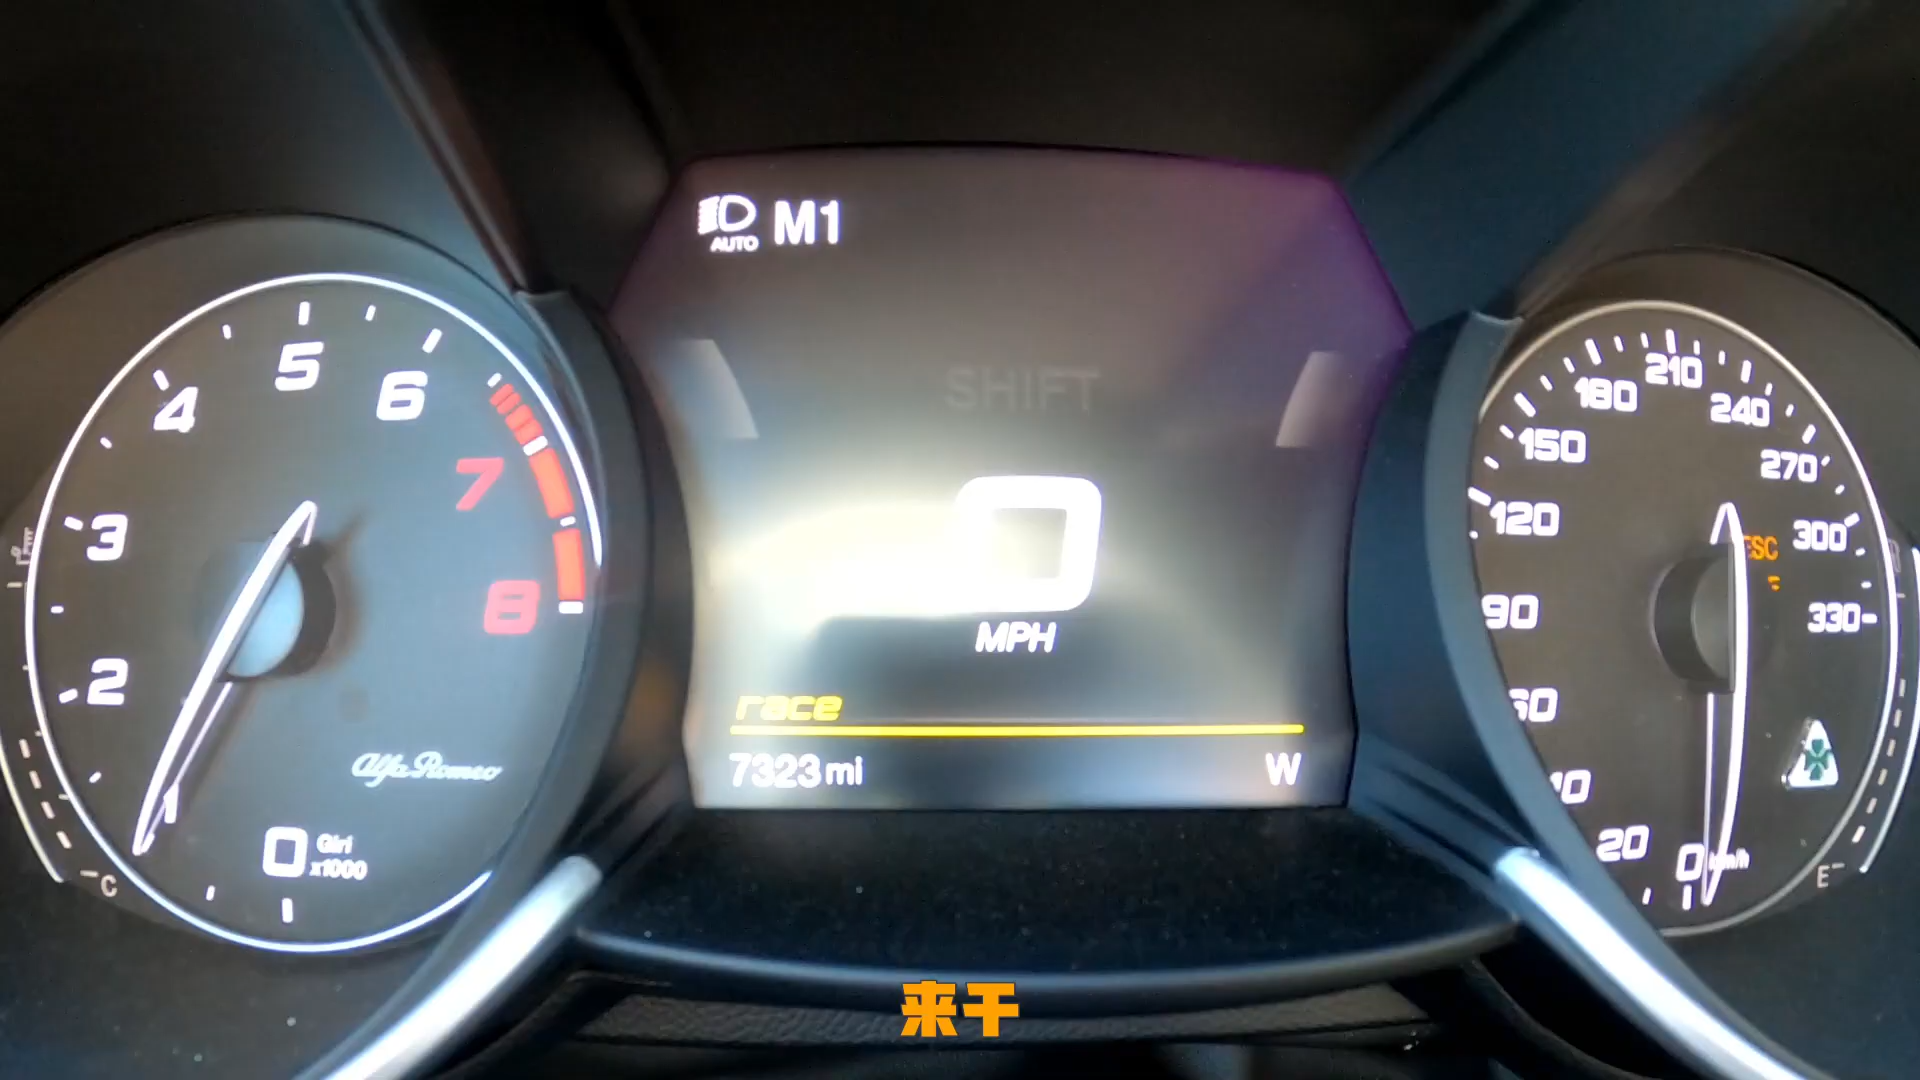 AUTO M1
SHIFT
0
MPH
race
7323 mi W
5
6
4
7
3
8
2
1
Alfa Romeo
0 Giri
x1000
C
210
180
240
150
270
120
ESC
300
90
330
20
0 km/h
E
来干